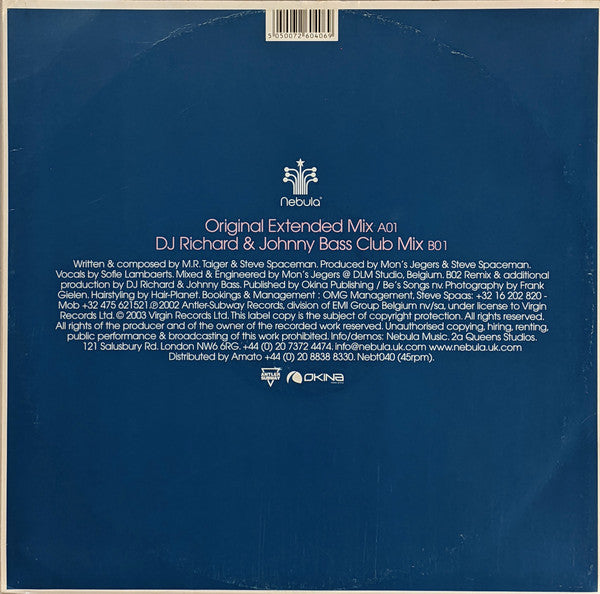 5 050072 604069
nebula
Original Extended Mix A01
DJ Richard & Johnny Bass Club Mix B01
Written & composed by M.R. Taiger & Steve Spaceman. Produced by Mon's Jegers & Steve Spaceman.
Vocals by Sofie Lambaerts. Mixed & Engineered by Mon's Jegers @ DLM Studio, Belgium. B02 Remix & additional
production by DJ Richard & Johnny Bass. Published by Okina Publishing / Be's Songs nv. Photography by Frank
Gielen. Hairstyling by Hair-Planet. Bookings & Management : OMG Management, Steve Spaas: +32 16 202 820 -
Mob +32 475 621521 ℗ 2002 Antler-Subway Records, division of EMI Group Belgium nv/sa, under license to Virgin
Records Ltd. © 2003 Virgin Records Ltd. This label copy is the subject of copyright protection. All rights reserved.
All rights of the producer and of the owner of the recorded work reserved. Unauthorised copying, hiring, renting,
public performance & broadcasting of this work prohibited. Info/demos: Nebula Music. 2a Queens Studios.
121 Salusbury Rd. London NW6 6RG. +44 (0) 20 7372 4474. info@nebula.uk.com www.nebula.uk.com
Distributed by Amato +44 (0) 20 8838 8330. Nebt040 (45rpm).
ANTLER SUBWAY OKINA